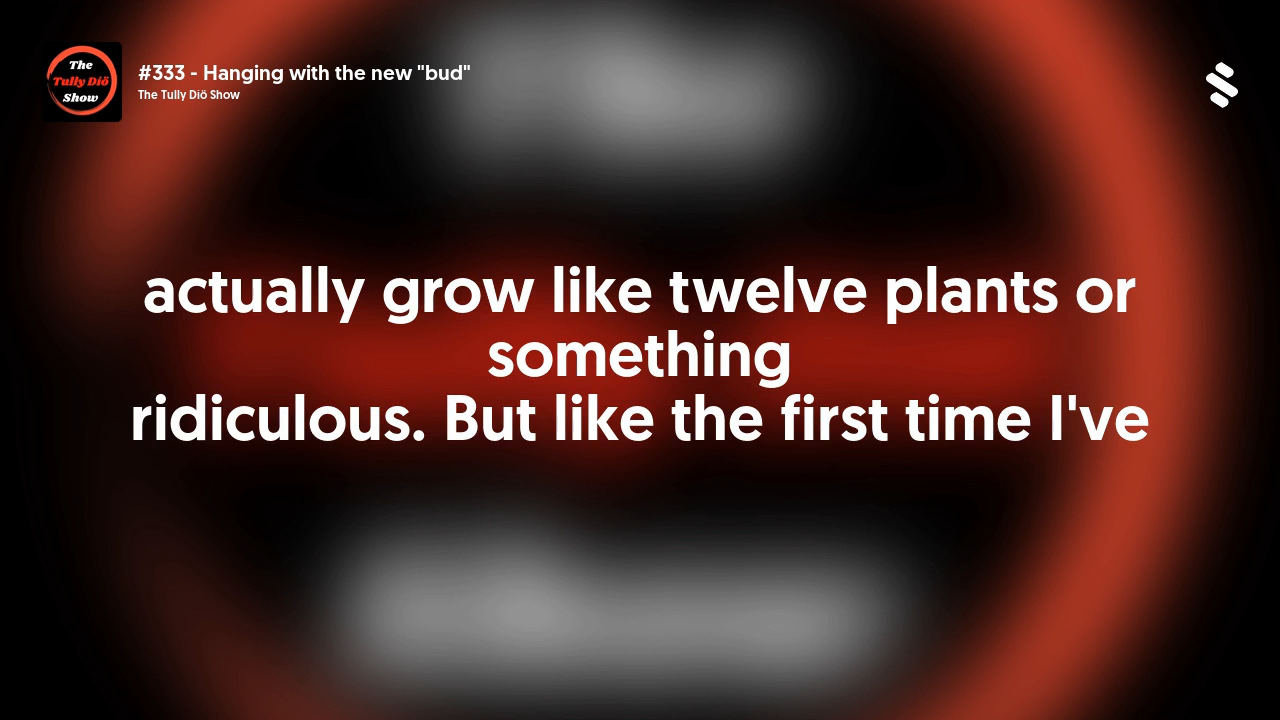 The
Tully Diö
Show
#333 - Hanging with the new "bud"
The Tully Diö Show
actually grow like twelve plants or
something
ridiculous. But like the first time I've